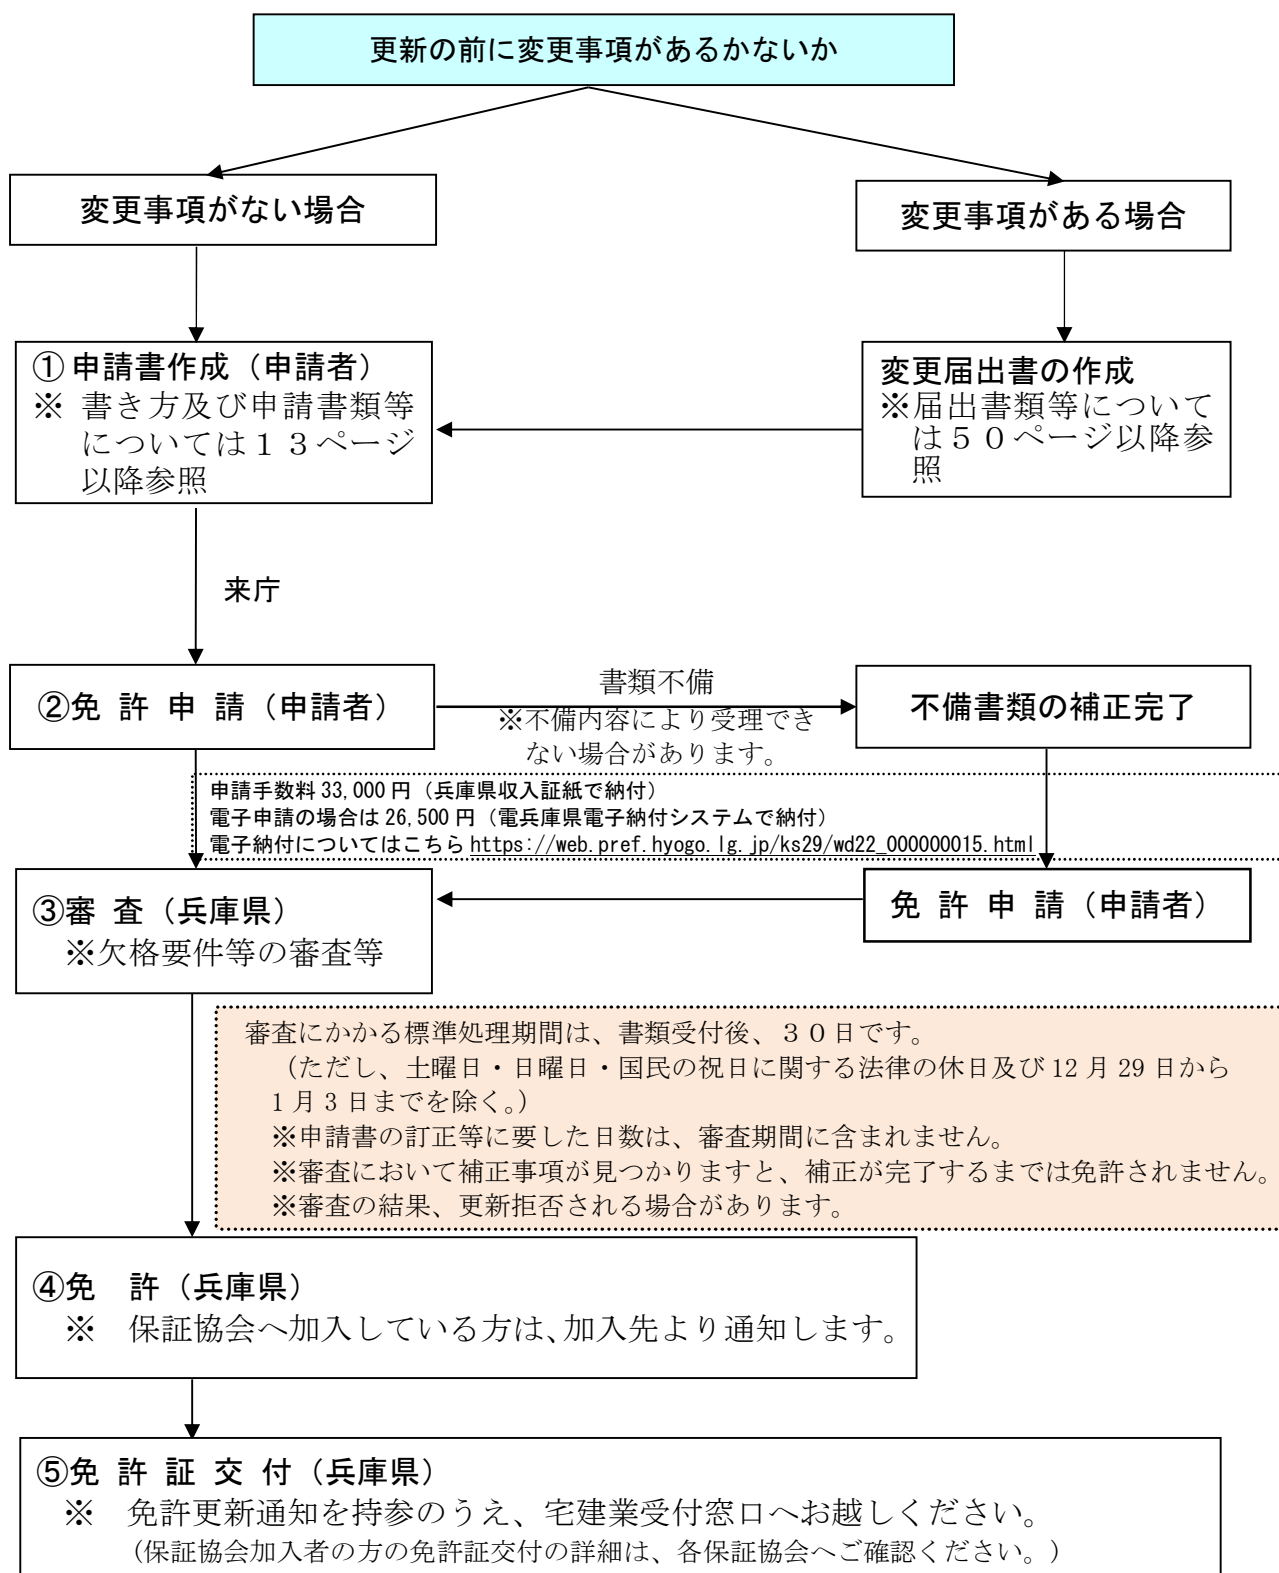 更新の前に変更事項があるかないか
変更事項がない場合
変更事項がある場合
①申請書作成（申請者）
※ 書き方及び申請書類等
については１３ページ
以降参照
変更届出書の作成
※届出書類等について
は５０ページ以降参
照
来庁
②免 許 申 請（申請者）
書類不備
※不備内容により受理でき
ない場合があります。
不備書類の補正完了
申請手数料 33,000 円（兵庫県収入証紙で納付）
電子申請の場合は 26,500 円（電兵庫県電子納付システムで納付）
電子納付についてはこちら https://web.pref.hyogo.lg.jp/ks29/wd22_000000015.html
③審 査（兵庫県）
※欠格要件等の審査等
免 許 申 請（申請者）
審査にかかる標準処理期間は、書類受付後、３０日です。
（ただし、土曜日・日曜日・国民の祝日に関する法律の休日及び 12 月 29 日から
1 月 3 日までを除く。）
※申請書の訂正等に要した日数は、審査期間に含まれません。
※審査において補正事項が見つかりますと、補正が完了するまでは免許されません。
※審査の結果、更新拒否される場合があります。
④免　許（兵庫県）
※　保証協会へ加入している方は、加入先より通知します。
⑤免 許 証 交 付（兵庫県）
※　免許更新通知を持参のうえ、宅建業受付窓口へお越しください。
（保証協会加入者の方の免許証交付の詳細は、各保証協会へご確認ください。）